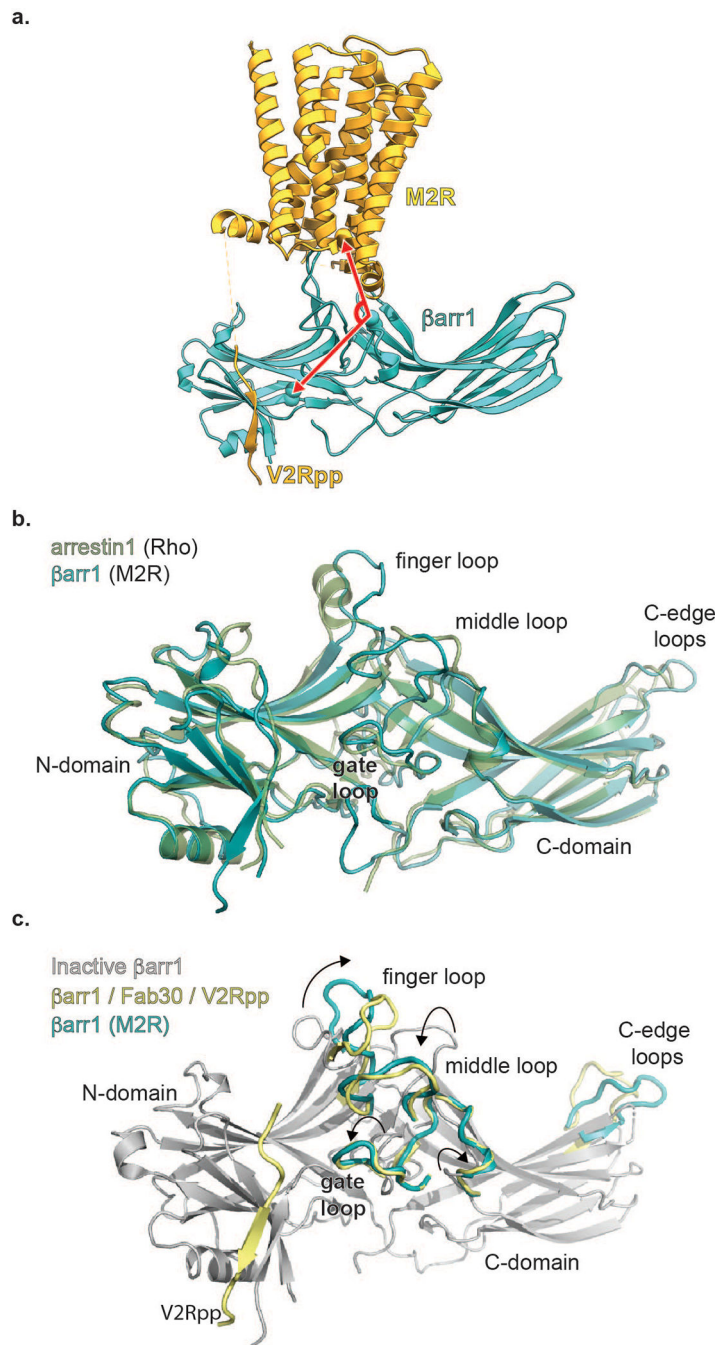 a.
M2R
βarr1
V2Rpp
b.
arrestin1 (Rho)
βarr1 (M2R)
finger loop
middle loop
C-edge
loops
N-domain
gate
loop
C-domain
c.
Inactive βarr1
βarr1 / Fab30 / V2Rpp
βarr1 (M2R)
finger loop
middle loop
C-edge
loops
N-domain
gate
loop
C-domain
V2Rpp